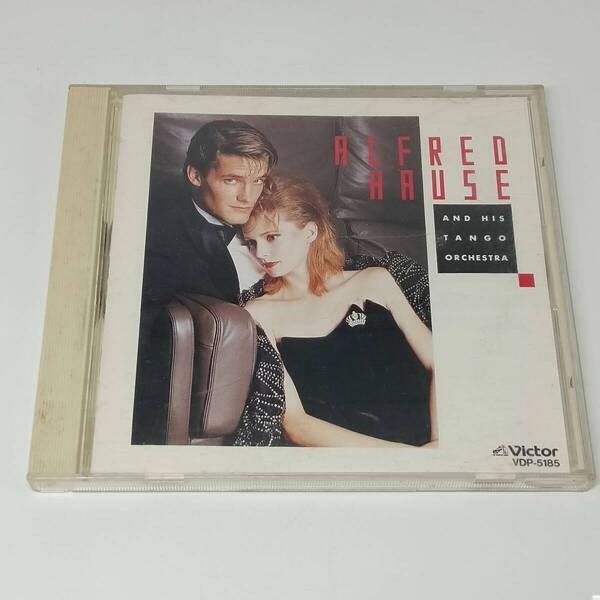 ALFRED
HAUSE
AND HIS
TANGO
ORCHESTRA
Victor
VDP-5185